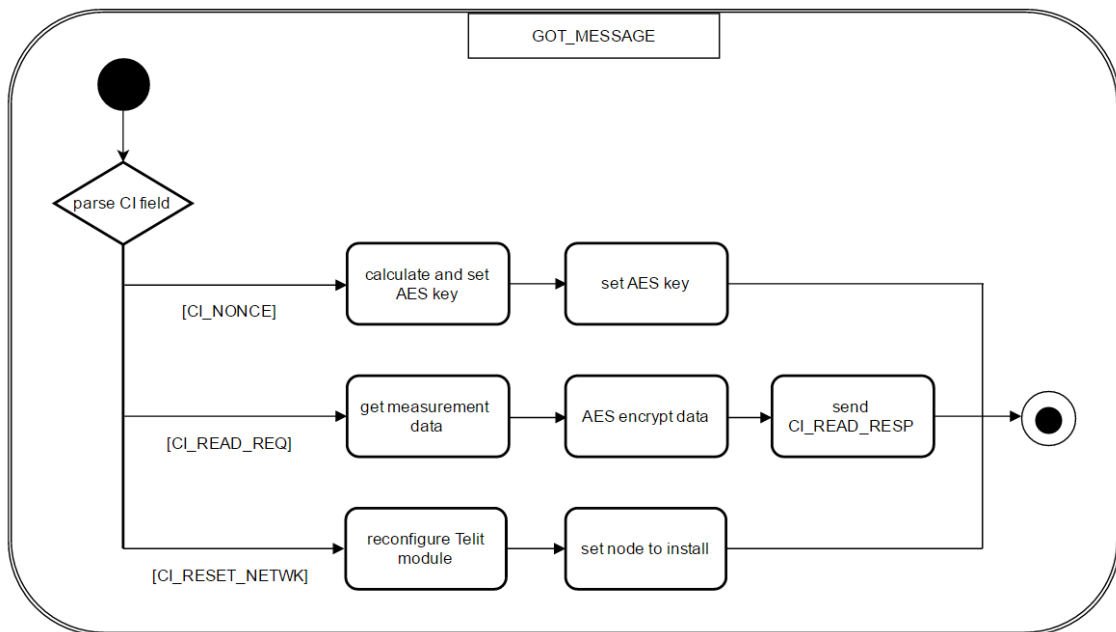 GOT_MESSAGE
parse CI field
calculate and set
AES key
set AES key
[CI_NONCE]
get measurement
data
AES encrypt data
send
CI_READ_RESP
[CI_READ_REQ]
reconfigure Telit
module
set node to install
[CI_RESET_NETWK]